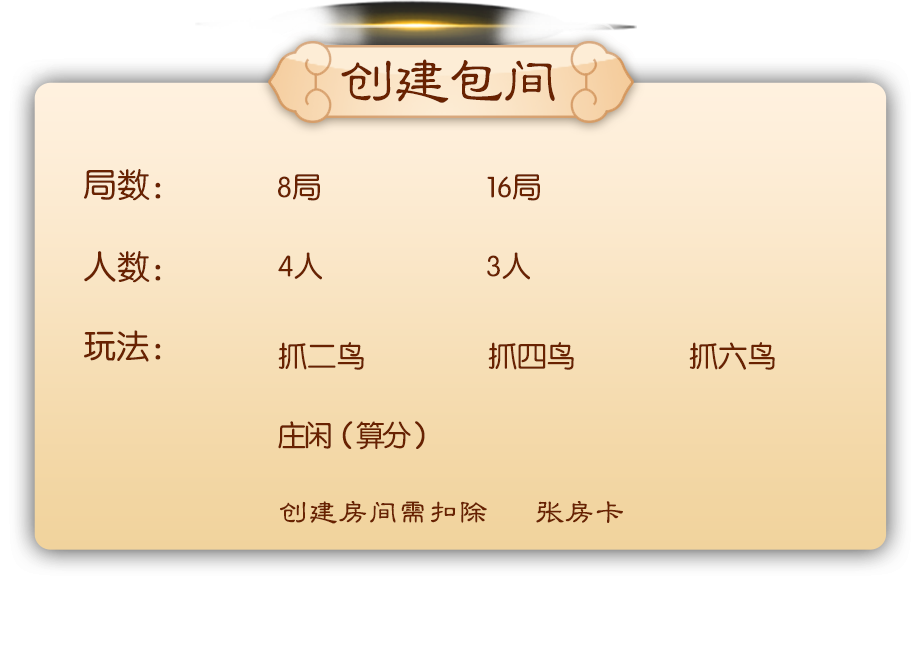 创建包间
局数： 8局 16局
人数： 4人 3人
玩法： 抓二鸟 抓四鸟 抓六鸟
庄闲（算分）
创建房间需扣除 张房卡